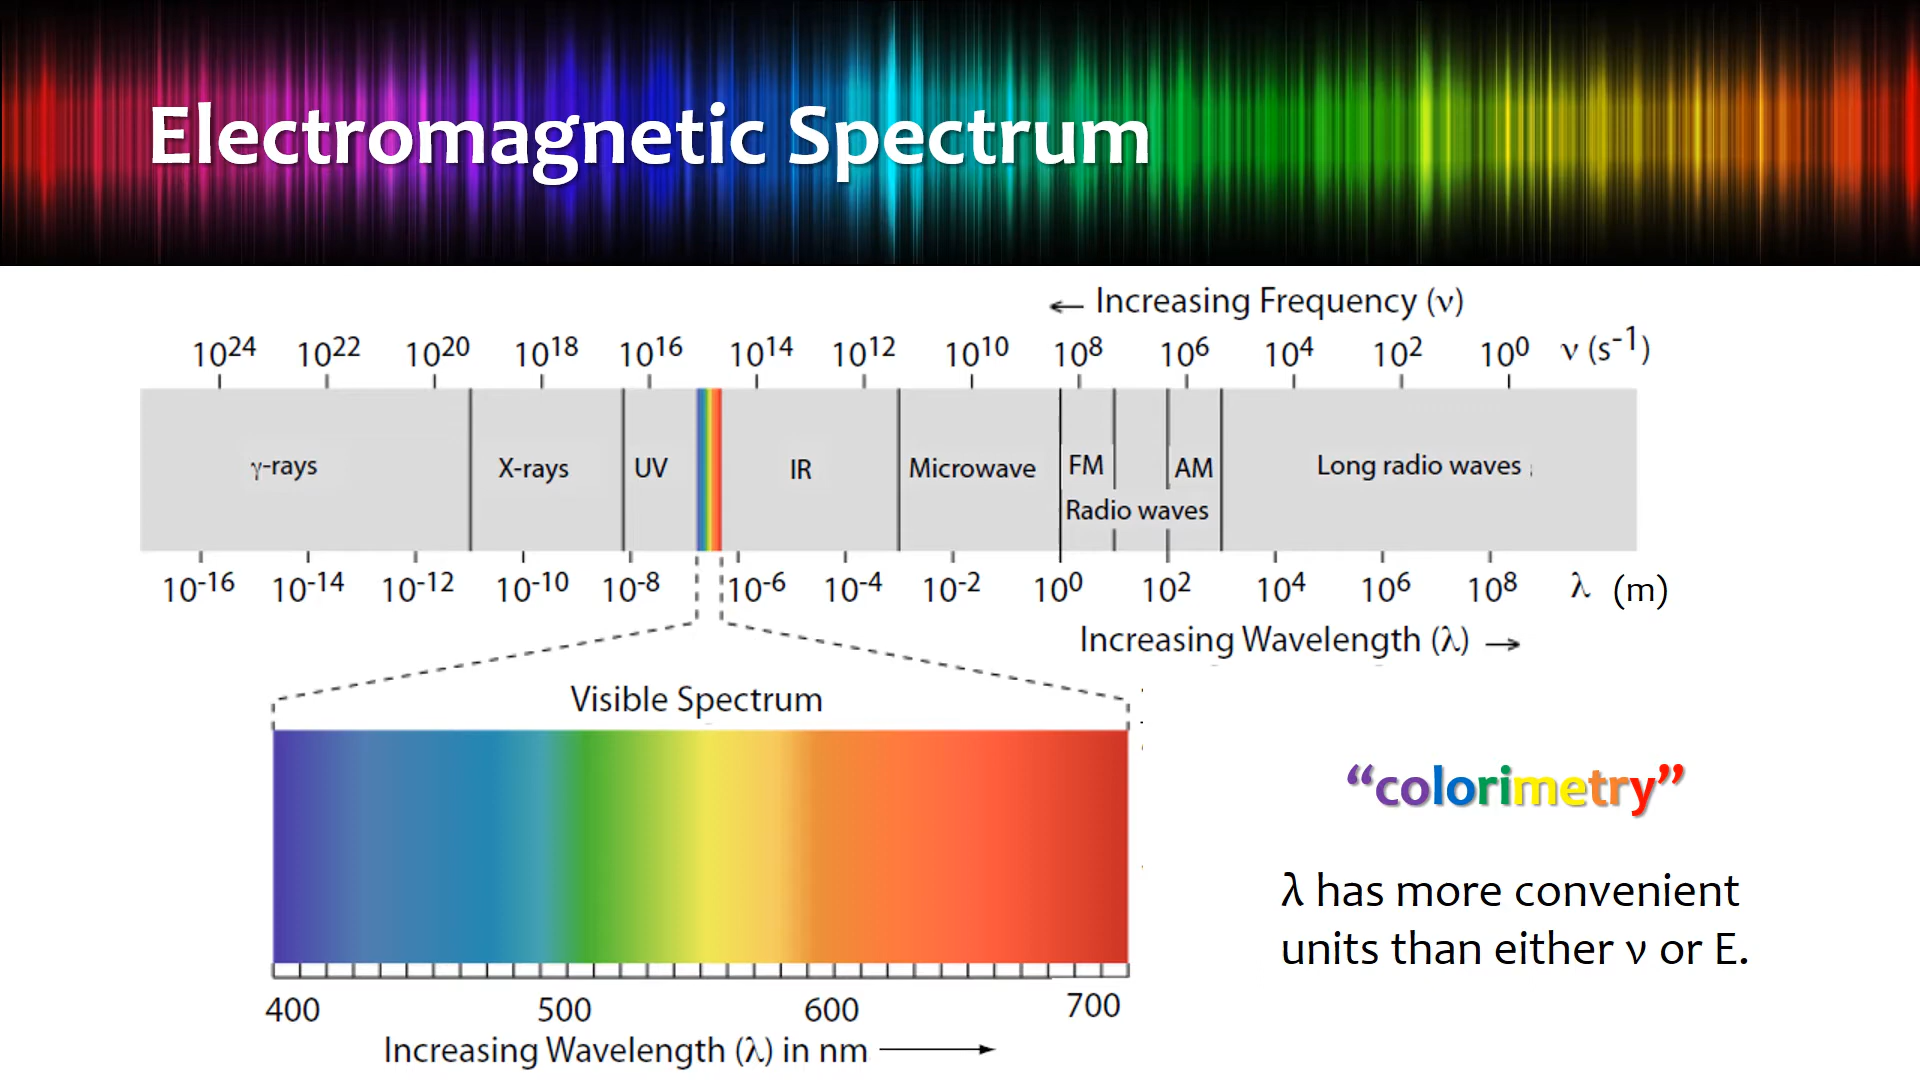 Electromagnetic Spectrum
← Increasing Frequency (ν)
10²⁴ 10²² 10²⁰ 10¹⁸ 10¹⁶ 10¹⁴ 10¹² 10¹⁰ 10⁸ 10⁶ 10⁴ 10² 10⁰ ν (s⁻¹)
γ-rays X-rays UV IR Microwave FM AM Long radio waves
Radio waves
10⁻¹⁶ 10⁻¹⁴ 10⁻¹² 10⁻¹⁰ 10⁻⁸ 10⁻⁶ 10⁻⁴ 10⁻² 10⁰ 10² 10⁴ 10⁶ 10⁸ λ (m)
Increasing Wavelength (λ) →
Visible Spectrum
400 500 600 700
Increasing Wavelength (λ) in nm →
“colorimetry”
λ has more convenient
units than either ν or E.